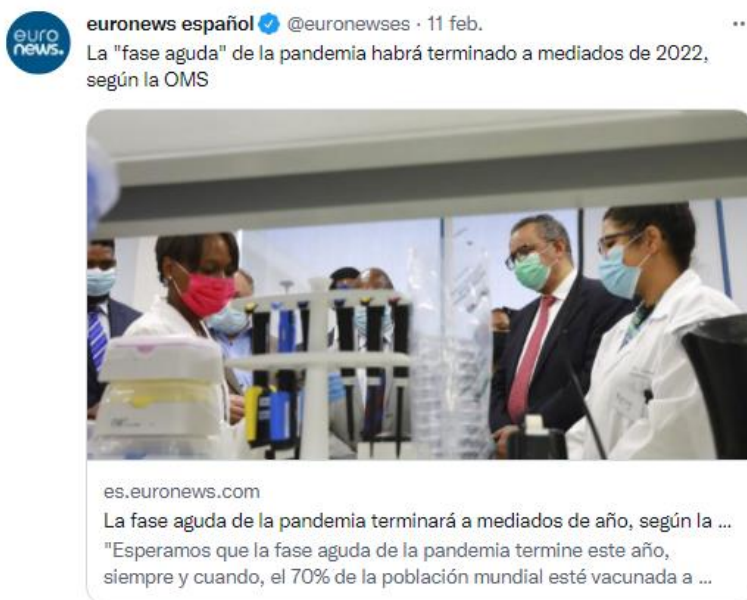 euro
news.
euronews español @euronewses · 11 feb.
La "fase aguda" de la pandemia habrá terminado a mediados de 2022,
según la OMS
es.euronews.com
La fase aguda de la pandemia terminará a mediados de año, según la ...
"Esperamos que la fase aguda de la pandemia termine este año,
siempre y cuando, el 70% de la población mundial esté vacunada a ...